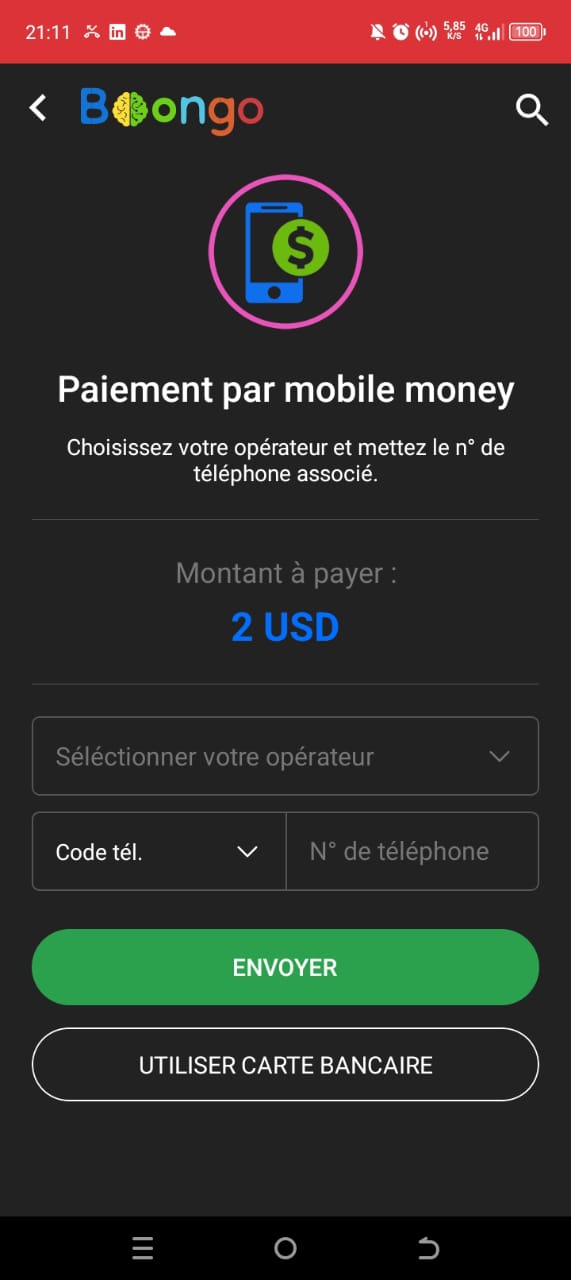 21:11
5,85
K/S
4G
100
Boongo
$
Paiement par mobile money
Choisissez votre opérateur et mettez le n° de
téléphone associé.
Montant à payer :
2 USD
Séléctionner votre opérateur
Code tél.
N° de téléphone
ENVOYER
UTILISER CARTE BANCAIRE